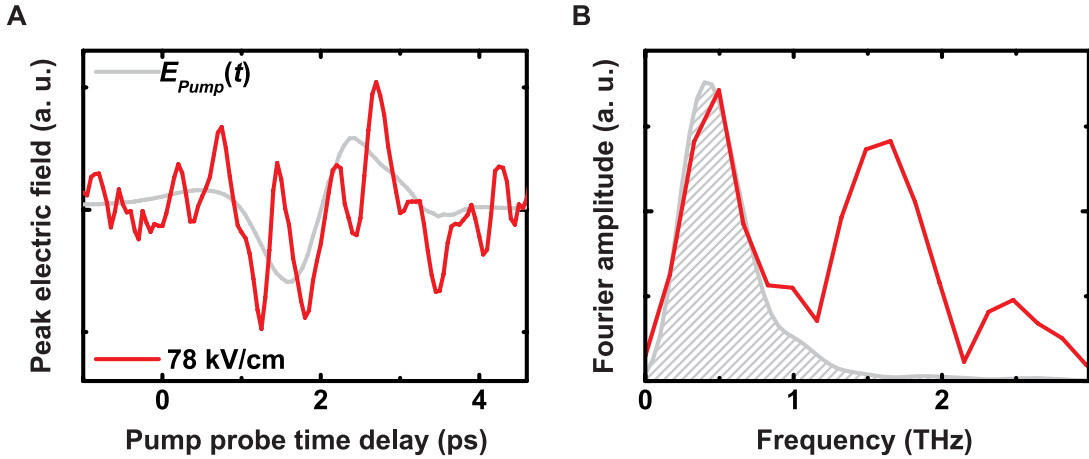 A
B
Peak electric field (a. u.)
E_Pump(t)
78 kV/cm
0 2 4
Pump probe time delay (ps)
Fourier amplitude (a. u.)
0 1 2
Frequency (THz)